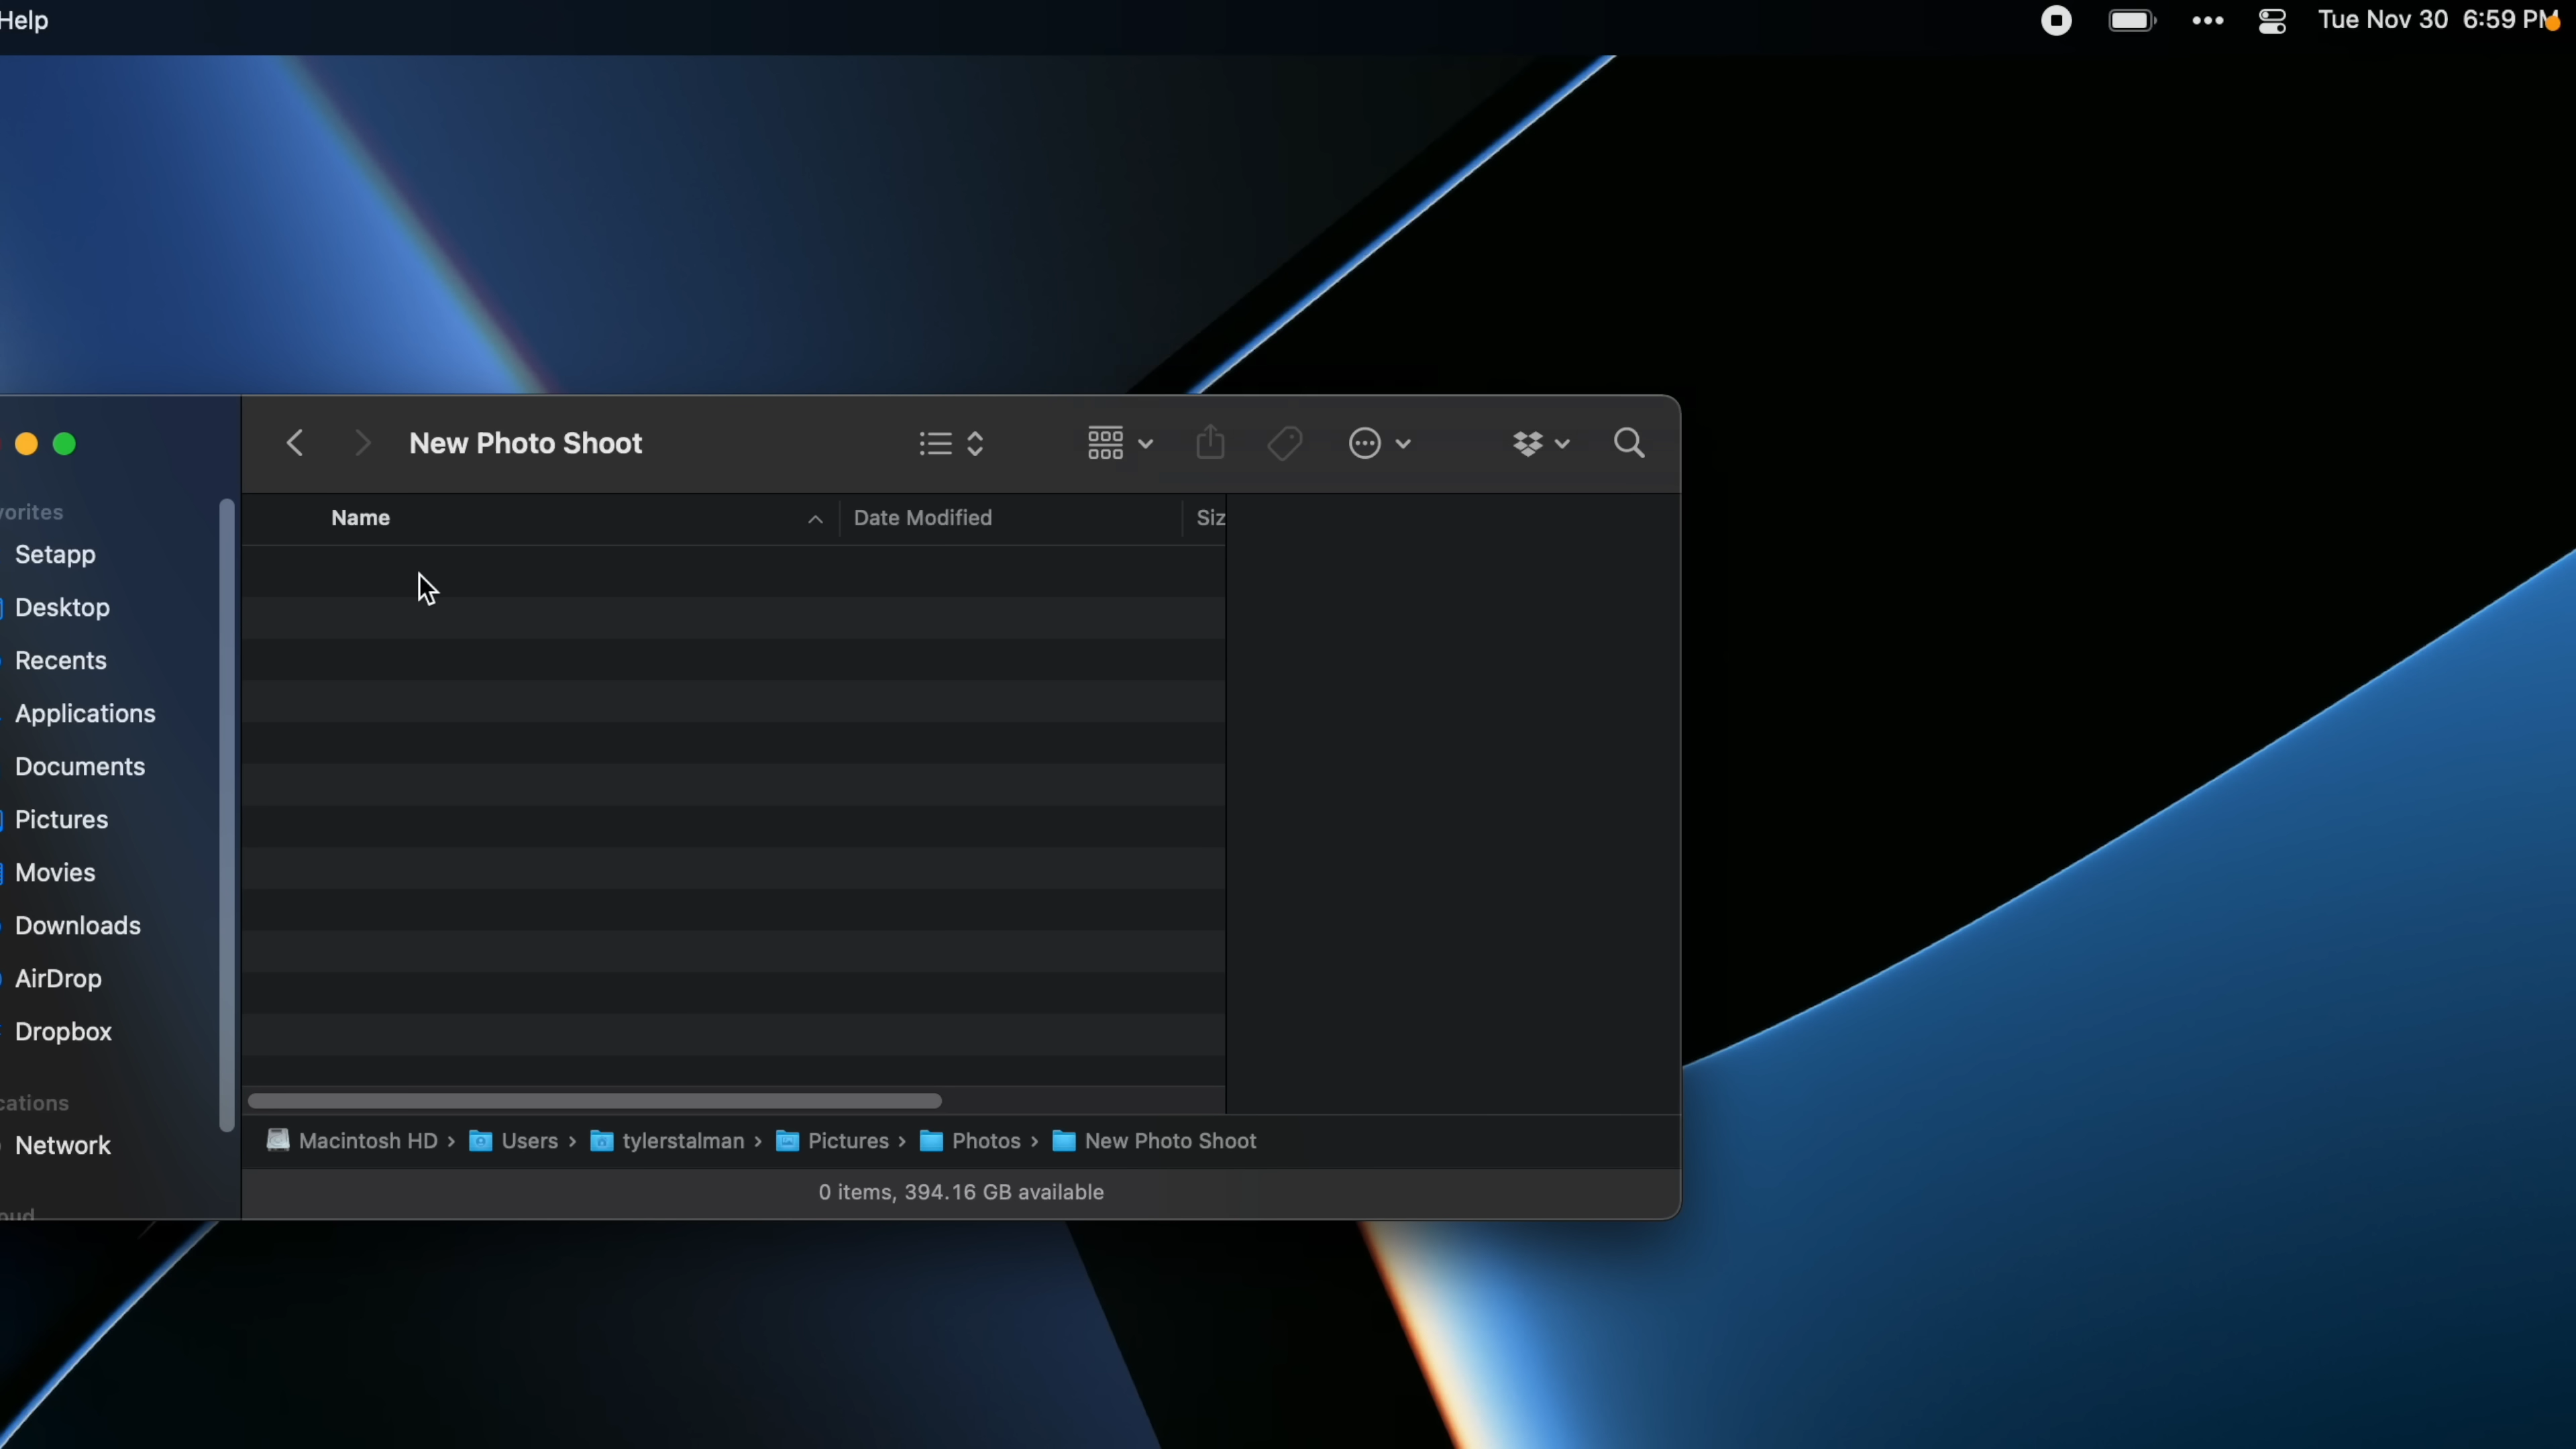 Help
Tue Nov 30 6:59 PM
New Photo Shoot
Name
Date Modified
Siz
vorites
Setapp
Desktop
Recents
Applications
Documents
Pictures
Movies
Downloads
AirDrop
Dropbox
cations
Network
oud
Macintosh HD › Users › tylerstalman › Pictures › Photos › New Photo Shoot
0 items, 394.16 GB available